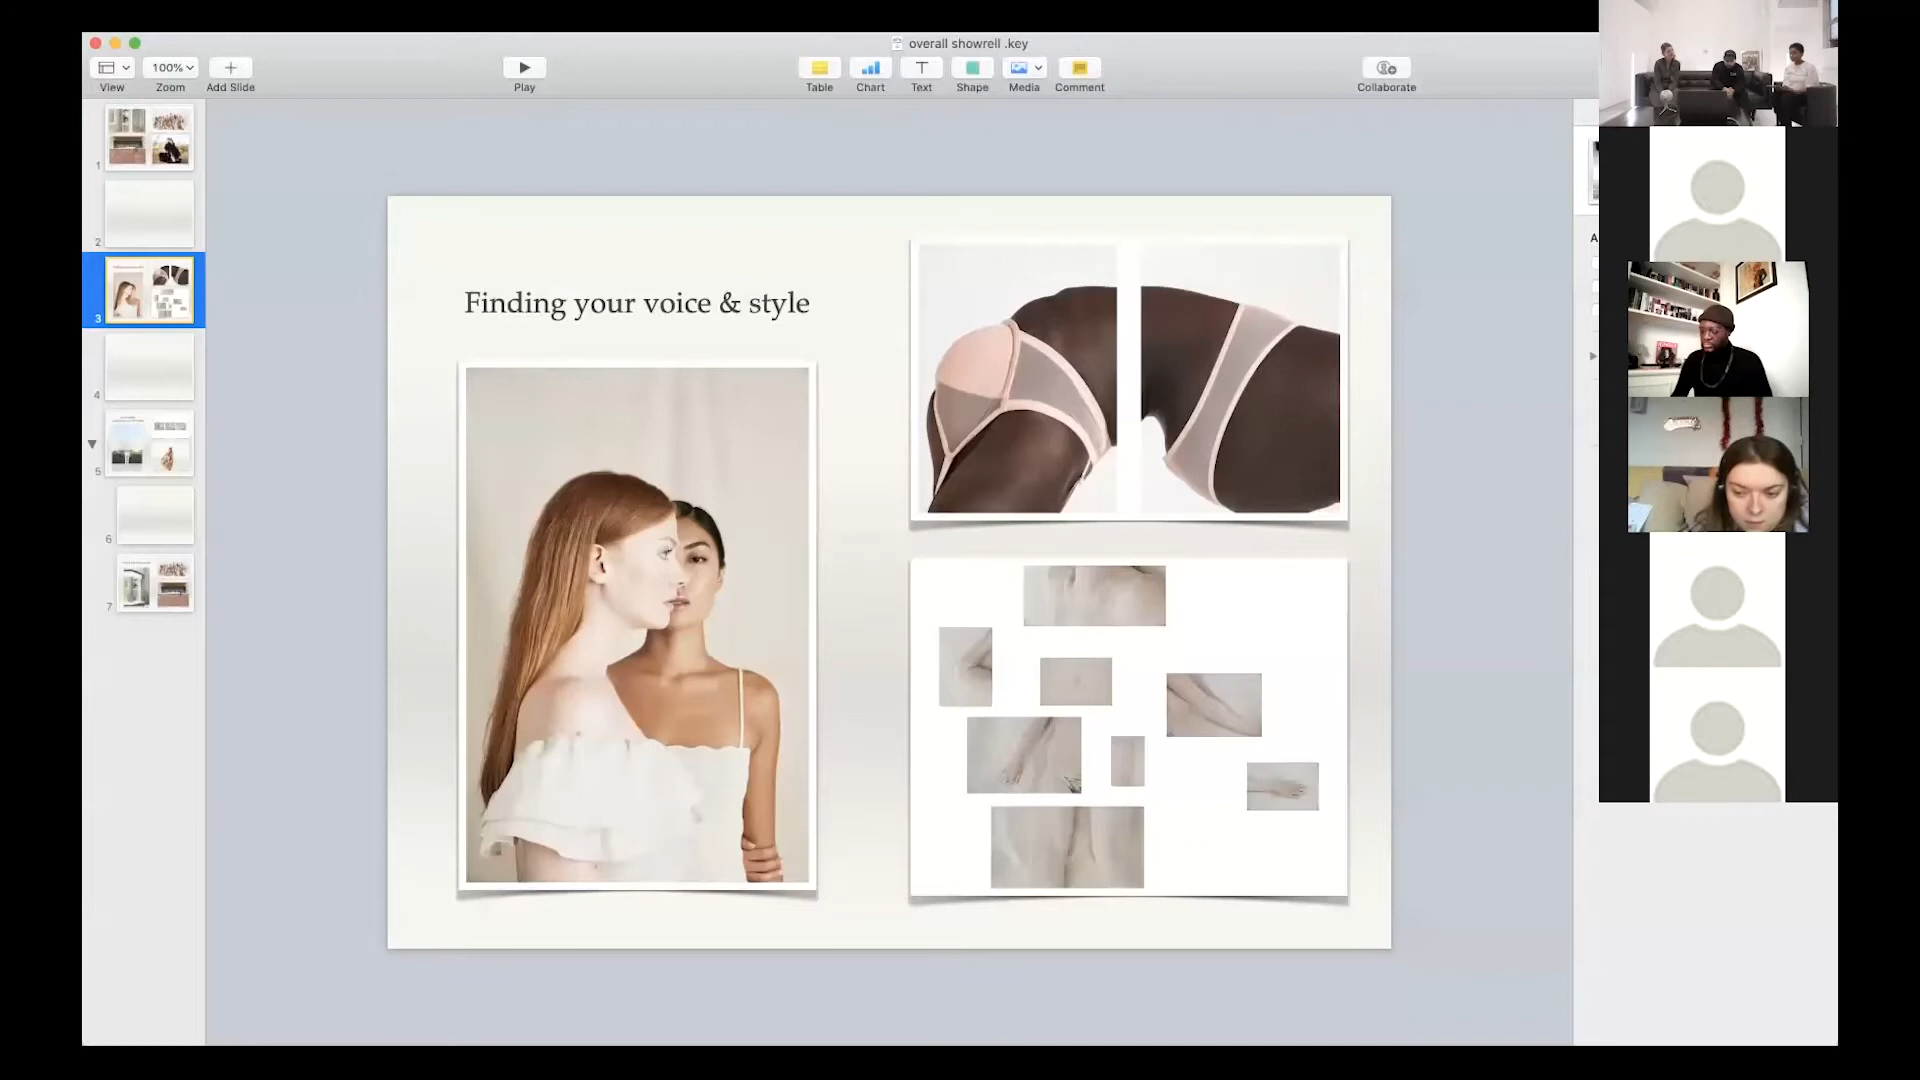 overall showrell .key
100%
View
Zoom
Add Slide
Play
Table
Chart
Text
Shape
Media
Comment
Collaborate
1
2
3
4
5
6
7
Finding your voice & style
A